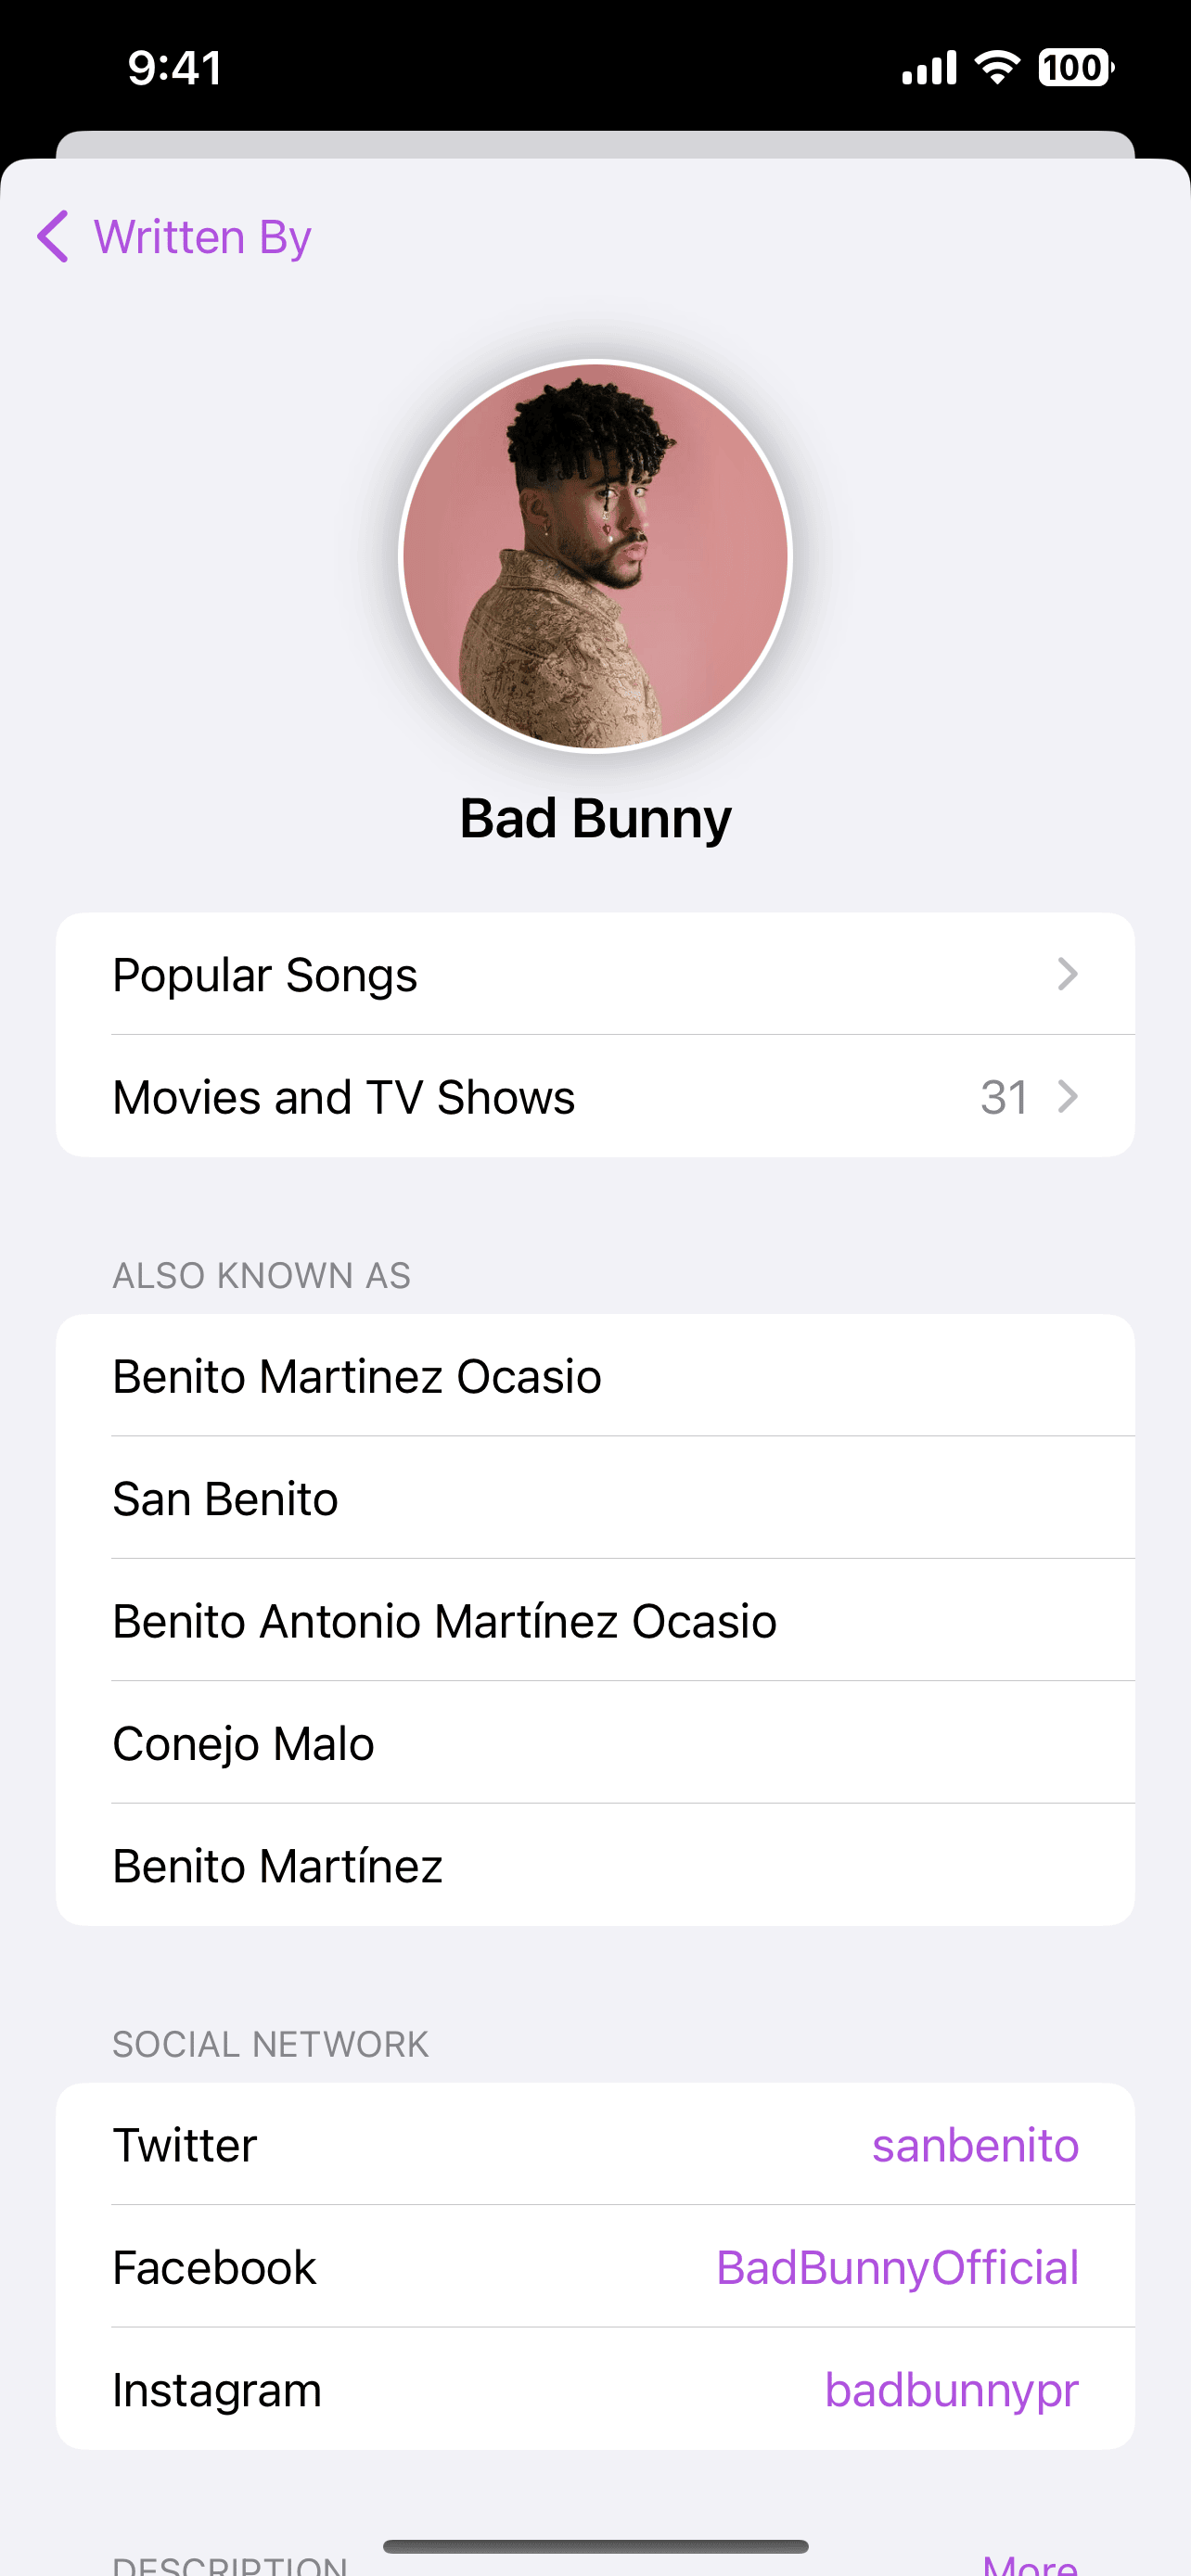 9:41
100
Written By
Bad Bunny
Popular Songs
Movies and TV Shows 31
ALSO KNOWN AS
Benito Martinez Ocasio
San Benito
Benito Antonio Martínez Ocasio
Conejo Malo
Benito Martínez
SOCIAL NETWORK
Twitter sanbenito
Facebook BadBunnyOfficial
Instagram badbunnypr
DESCRIPTION More